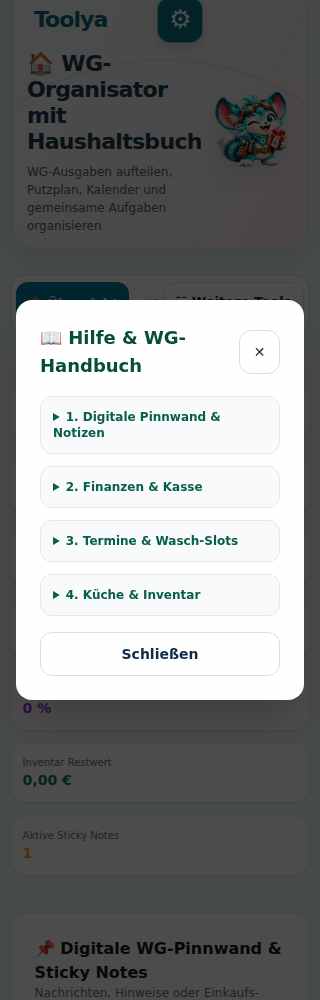 Toolya
⚙
🏠 WG-
Organisator
mit
Haushaltsbuch
WG-Ausgaben aufteilen,
Putzplan, Kalender und
gemeinsame Aufgaben
organisieren
📖 Hilfe & WG-
Handbuch
×
▶ 1. Digitale Pinnwand &
Notizen
▶ 2. Finanzen & Kasse
▶ 3. Termine & Wasch-Slots
▶ 4. Küche & Inventar
Schließen
0 %
Inventar Restwert
0,00 €
Aktive Sticky Notes
1
📌 Digitale WG-Pinnwand &
Sticky Notes
Nachrichten, Hinweise oder Einkaufs-